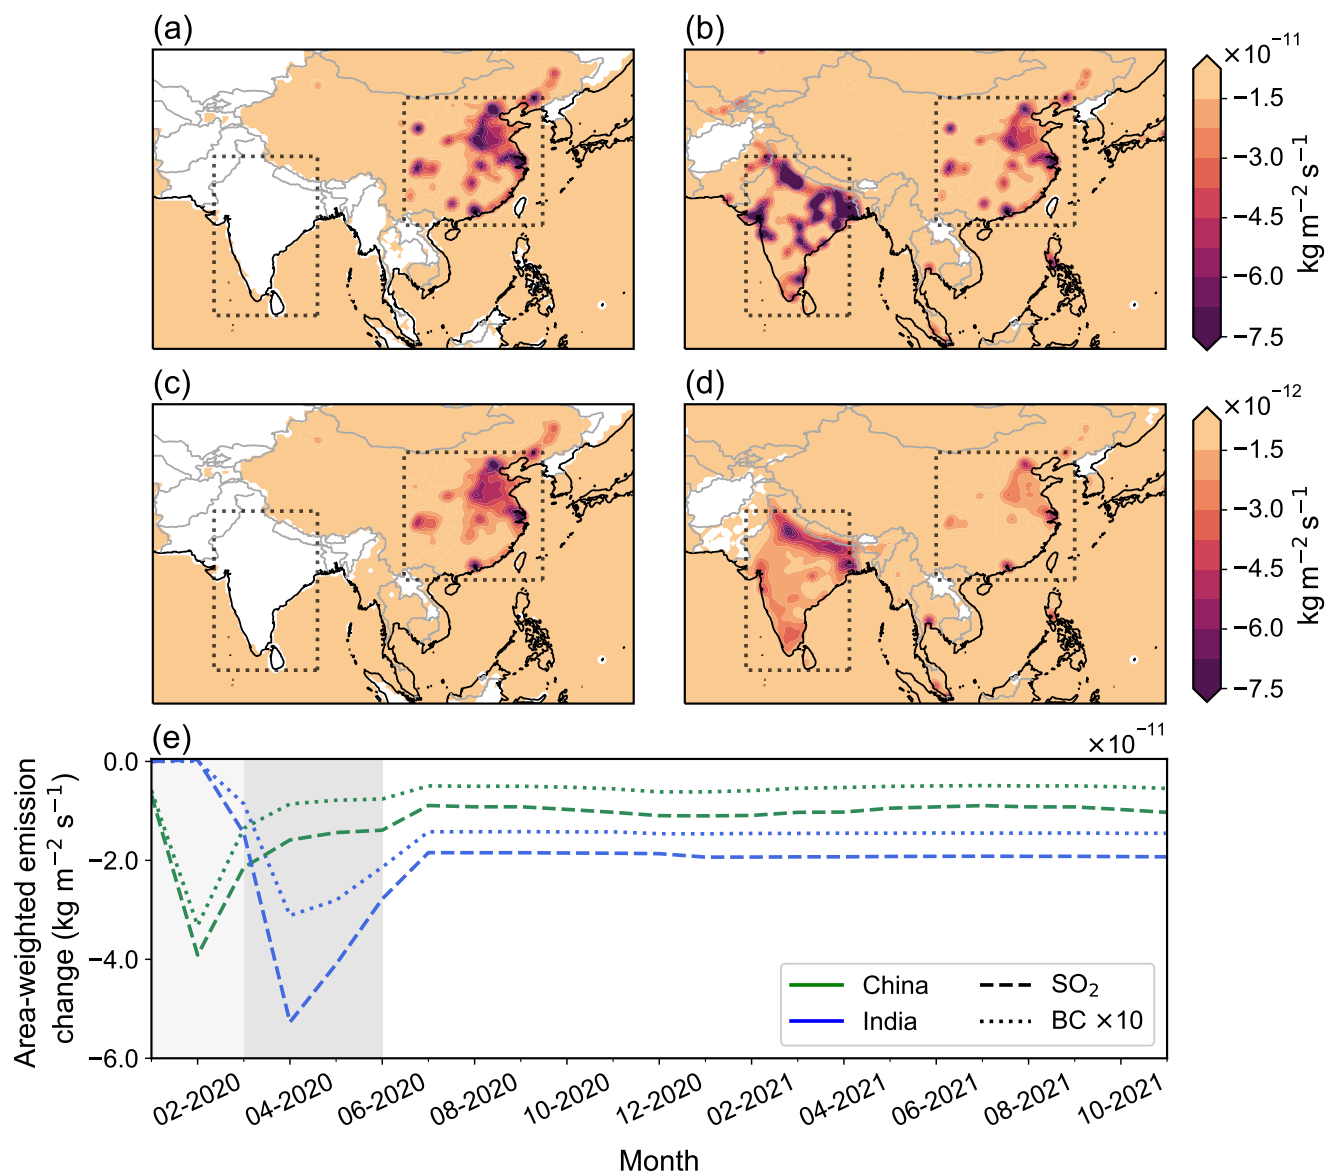 (a)
(b)
×10⁻¹¹
−1.5
−3.0
−4.5
−6.0
−7.5
kg m⁻² s⁻¹
(c)
(d)
×10⁻¹²
−1.5
−3.0
−4.5
−6.0
−7.5
kg m⁻² s⁻¹
(e)
×10⁻¹¹
Area-weighted emission
change (kg m⁻² s⁻¹)
0.0
−2.0
−4.0
−6.0
China
India
SO₂
BC ×10
02-2020
04-2020
06-2020
08-2020
10-2020
12-2020
02-2021
04-2021
06-2021
08-2021
10-2021
Month